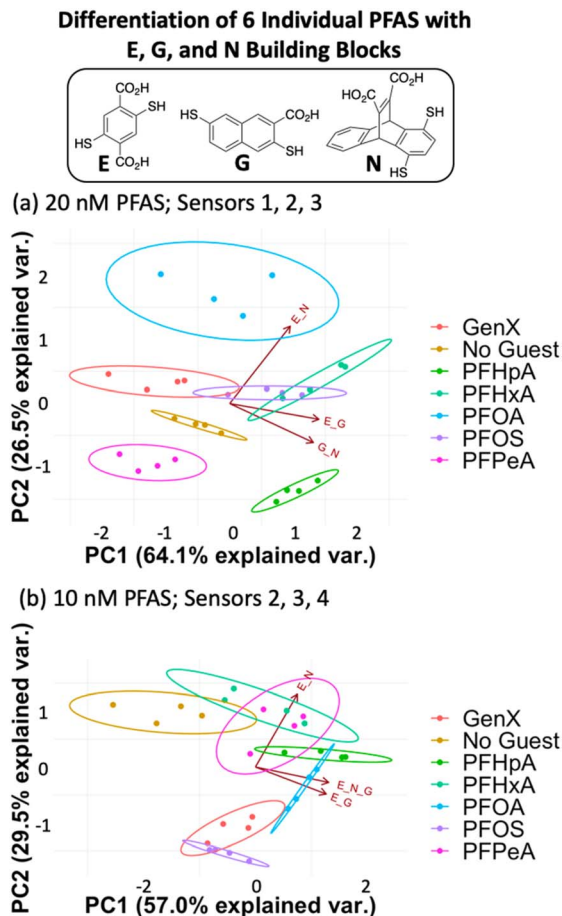 Differentiation of 6 Individual PFAS with
E, G, and N Building Blocks
CO₂H
SH
HS
CO₂H
E
HS
CO₂H
SH
G
CO₂H
HO₂C
SH
HS
N
(a) 20 nM PFAS; Sensors 1, 2, 3
PC2 (26.5% explained var.)
2
1
0
-1
E_N
E_G
G_N
-2
-1
0
1
2
PC1 (64.1% explained var.)
GenX
No Guest
PFHpA
PFHxA
PFOA
PFOS
PFPeA
(b) 10 nM PFAS; Sensors 2, 3, 4
PC2 (29.5% explained var.)
1
0
-1
E_N
E_N_G
E_G
-2
0
2
PC1 (57.0% explained var.)
GenX
No Guest
PFHpA
PFHxA
PFOA
PFOS
PFPeA